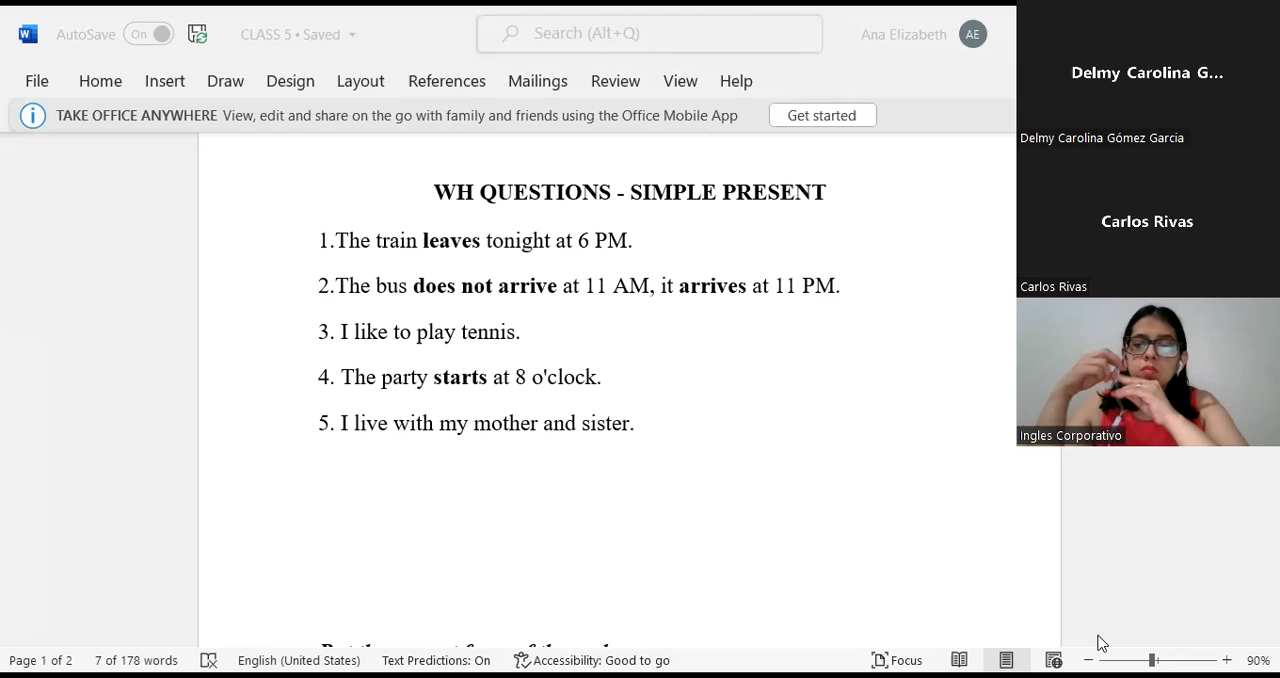 AutoSave On CLASS 5 • Saved Search (Alt+Q) Ana Elizabeth AE
File Home Insert Draw Design Layout References Mailings Review View Help
TAKE OFFICE ANYWHERE View, edit and share on the go with family and friends using the Office Mobile App Get started
WH QUESTIONS - SIMPLE PRESENT
1.The train leaves tonight at 6 PM.
2.The bus does not arrive at 11 AM, it arrives at 11 PM.
3. I like to play tennis.
4. The party starts at 8 o'clock.
5. I live with my mother and sister.
Page 1 of 2 7 of 178 words English (United States) Text Predictions: On Accessibility: Good to go Focus 90%
Delmy Carolina G...
Delmy Carolina Gómez Garcia
Carlos Rivas
Carlos Rivas
Ingles Corporativo